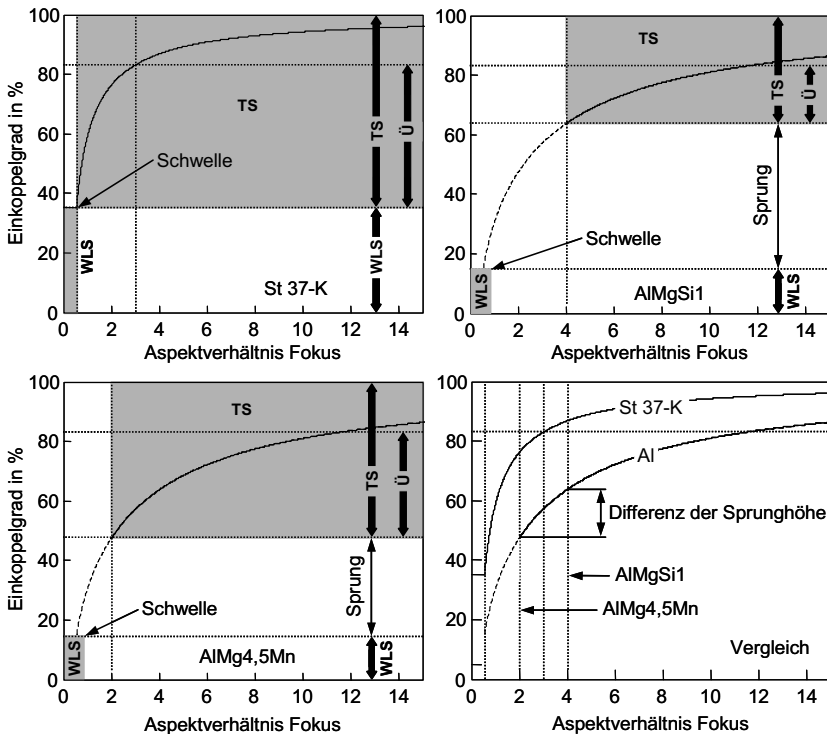 Einkoppelgrad in %
100
80
60
40
20
0
TS
Schwelle
WLS
TS
Ü
WLS
St 37-K
0 2 4 6 8 10 12 14
Aspektverhältnis Fokus
100
80
60
40
20
0
TS
TS
Ü
Sprung
Schwelle
WLS
AlMgSi1
WLS
0 2 4 6 8 10 12 14
Aspektverhältnis Fokus
Einkoppelgrad in %
100
80
60
40
20
0
TS
TS
Ü
Sprung
Schwelle
WLS
AlMg4,5Mn
WLS
0 2 4 6 8 10 12 14
Aspektverhältnis Fokus
100
80
60
40
20
0
St 37-K
Al
Differenz der Sprunghöhe
AlMgSi1
AlMg4,5Mn
Vergleich
0 2 4 6 8 10 12 14
Aspektverhältnis Fokus